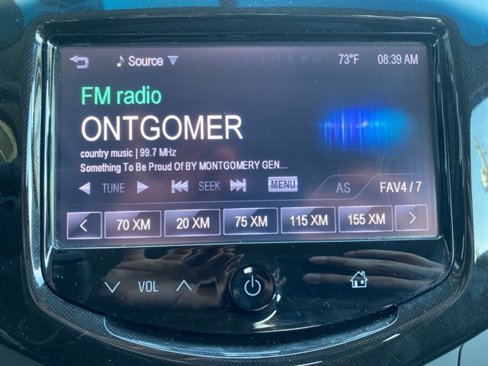 ♪ Source ▼ 73°F 08:39 AM
FM radio
ONTGOMER
country music | 99.7 MHz
Something To Be Proud Of BY MONTGOMERY GEN...
TUNE SEEK MENU AS FAV4 / 7
70 XM 20 XM 75 XM 115 XM 155 XM
VOL